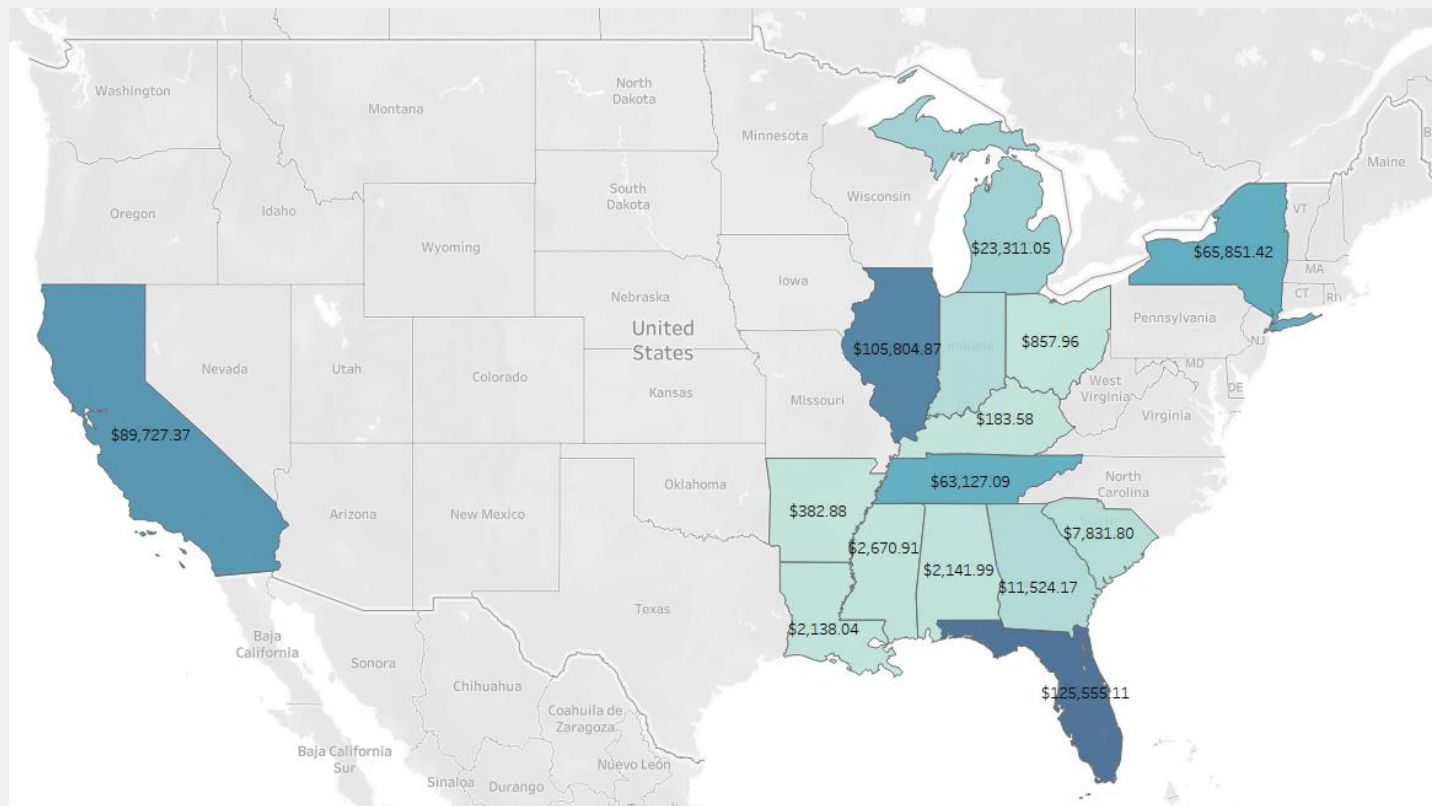 Washington
Montana
North
Dakota
Minnesota
Maine
B
Oregon
Idaho
South
Dakota
Wisconsin
VT
Wyoming
$23,311.05
$65,851.42
MA
Iowa
CT
RI
Nebraska
Pennsylvania
United
States
$105,804.87
Indiana
$857.96
NJ
Nevada
Utah
Colorado
Kansas
Missouri
MD
DE
West
Virginia
Virginia
$89,727.37
$183.58
Oklahoma
$63,127.09
North
Carolina
Arizona
New Mexico
$382.88
$2,670.91
$2,141.99
$11,524.17
$7,831.80
Texas
$2,138.04
Baja
California
Sonora
Chihuahua
$125,555.11
Coahuila de
Zaragoza
Baja California
Sur
Sinaloa
Durango
Nuevo León